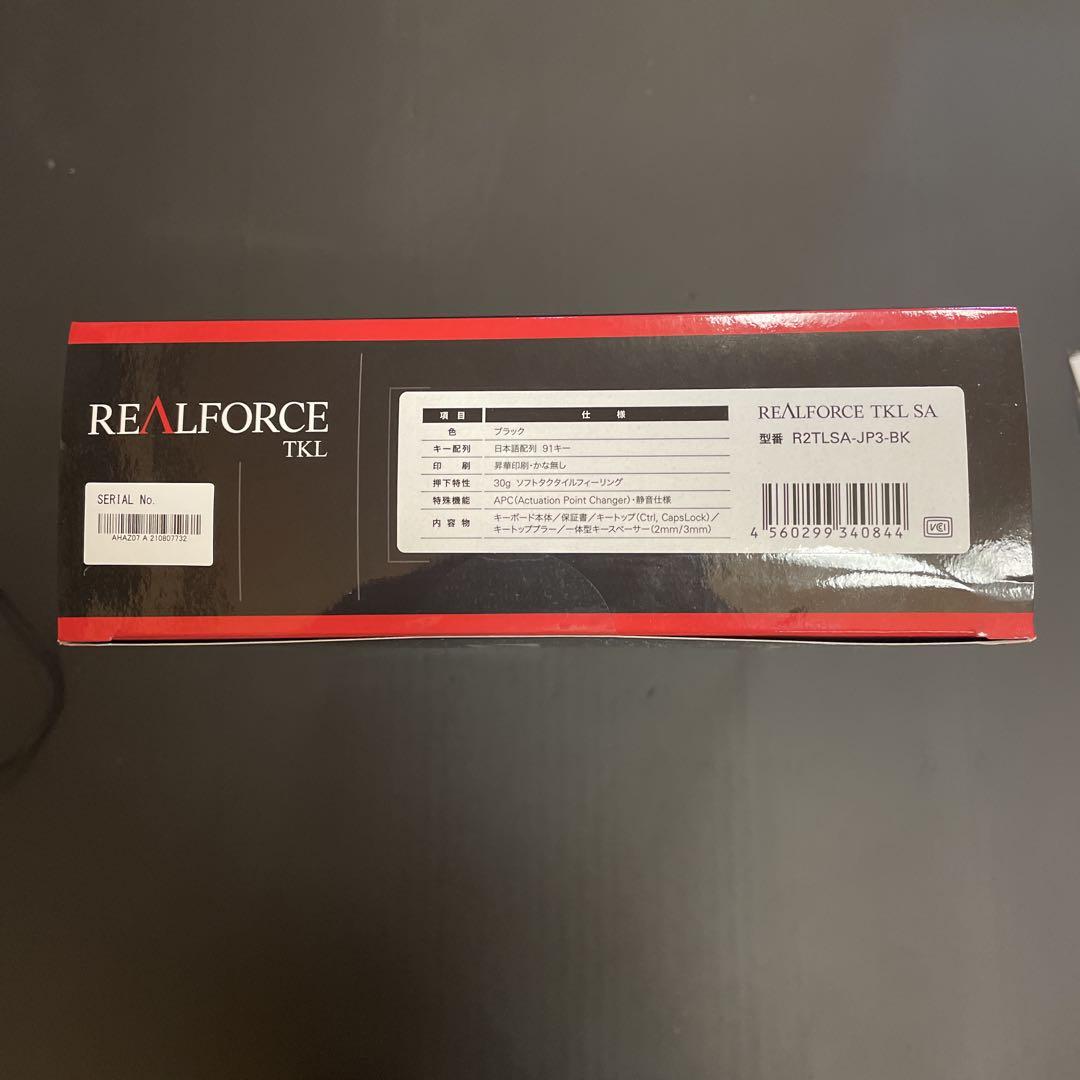 REALFORCE
TKL
SERIAL No.
AHAZ07 A 210807732
項目 仕様
色 ブラック
キー配列 日本語配列 91キー
印刷 昇華印刷・かな無し
押下特性 30g ソフトタクタイルフィーリング
特殊機能 APC(Actuation Point Changer)・静音仕様
内容物 キーボード本体／保証書／キートップ(Ctrl, CapsLock)／
キートッププラー／一体型キースペーサー(2mm/3mm)
REALFORCE TKL SA
型番 R2TLSA-JP3-BK
4 560299 340844
VCCI